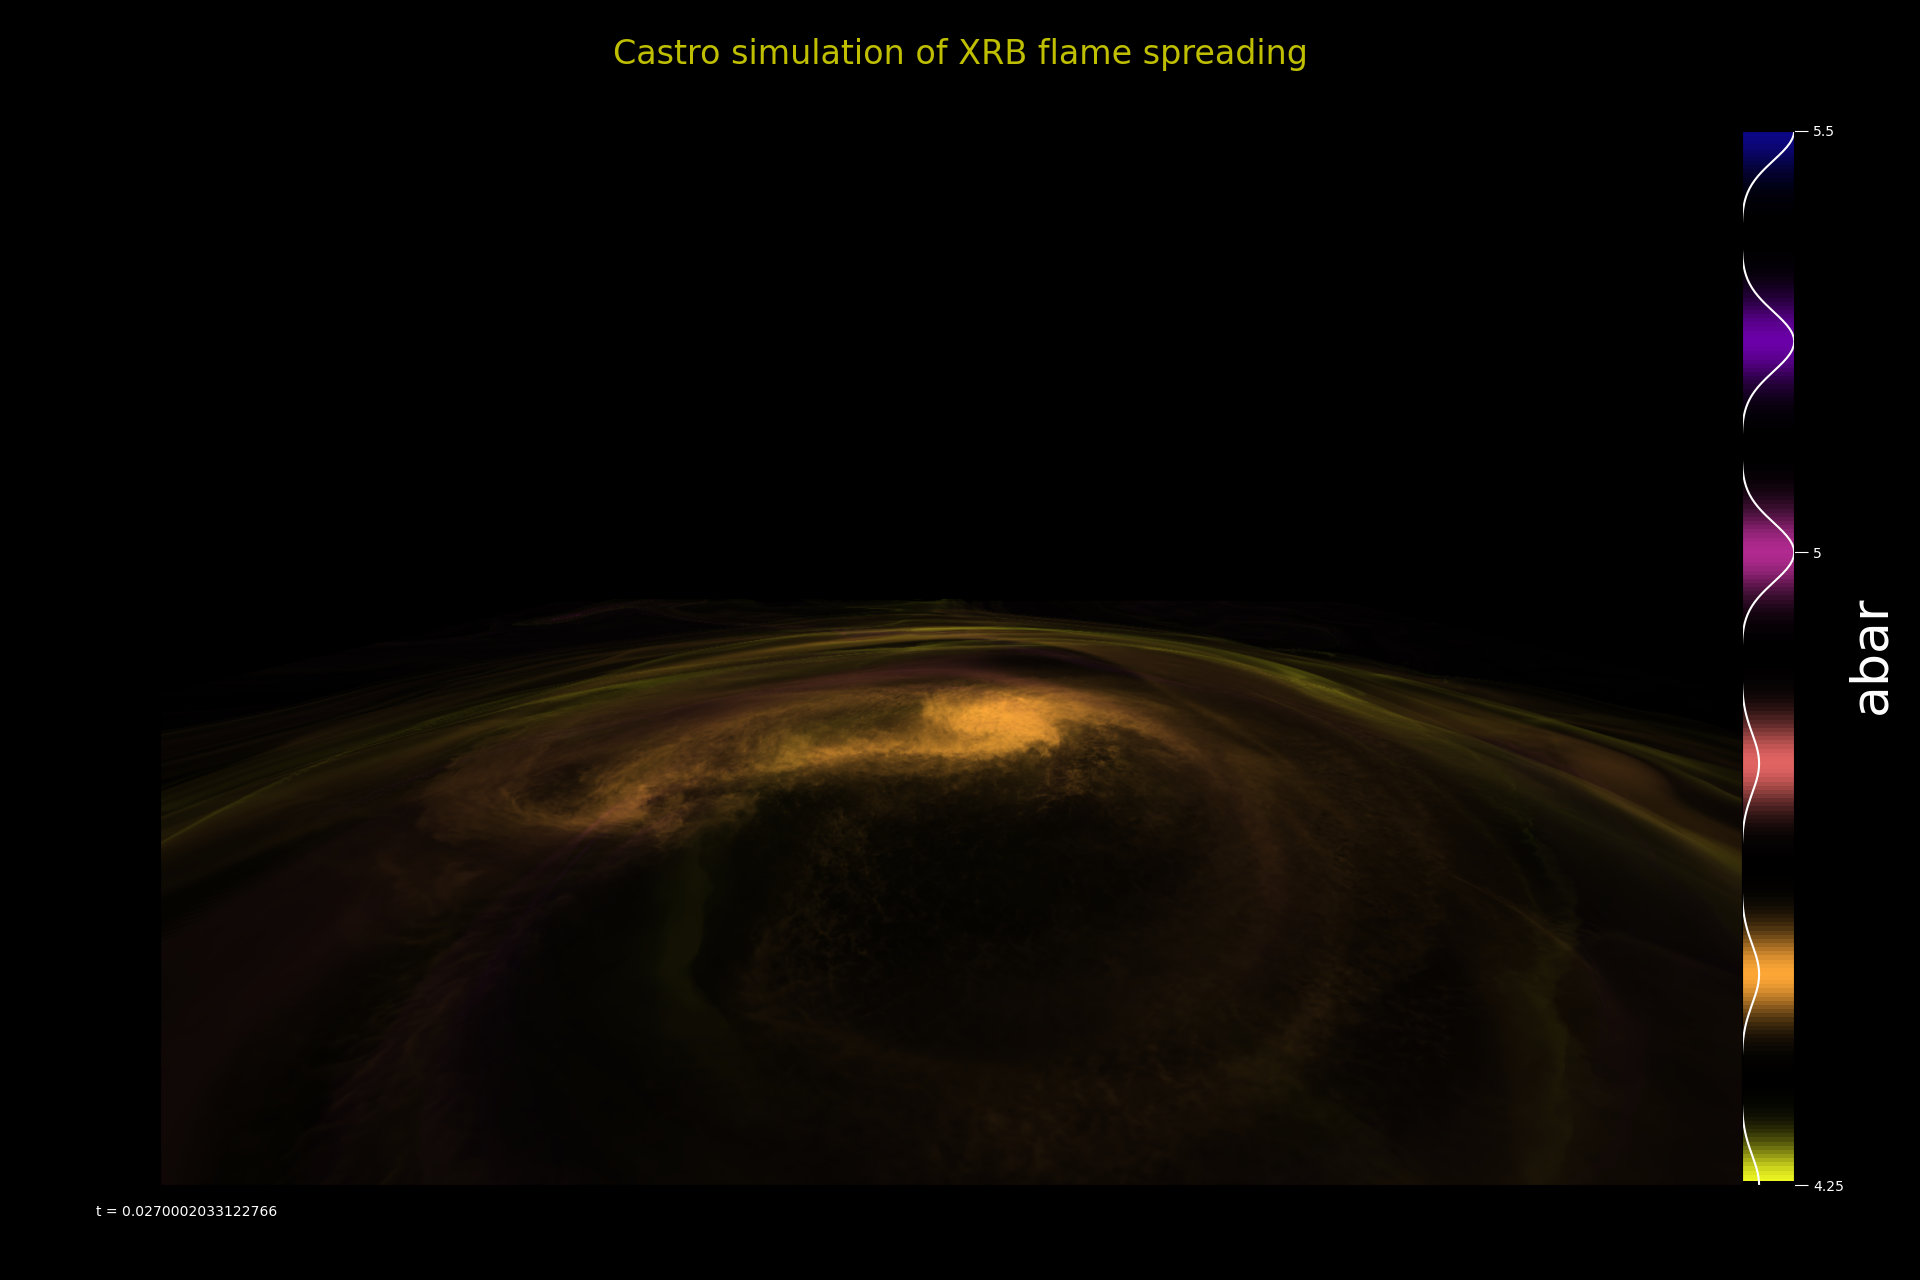 Castro simulation of XRB flame spreading
5.5
5
abar
4.25
t = 0.0270002033122766